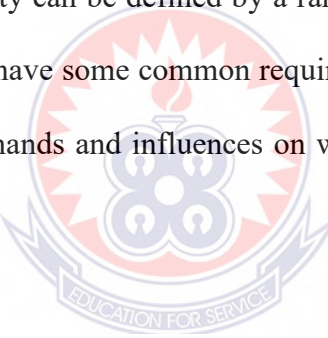 ty can be defined by a ra
have some common requir
nands and influences on w
EDUCATION FOR SERVICE